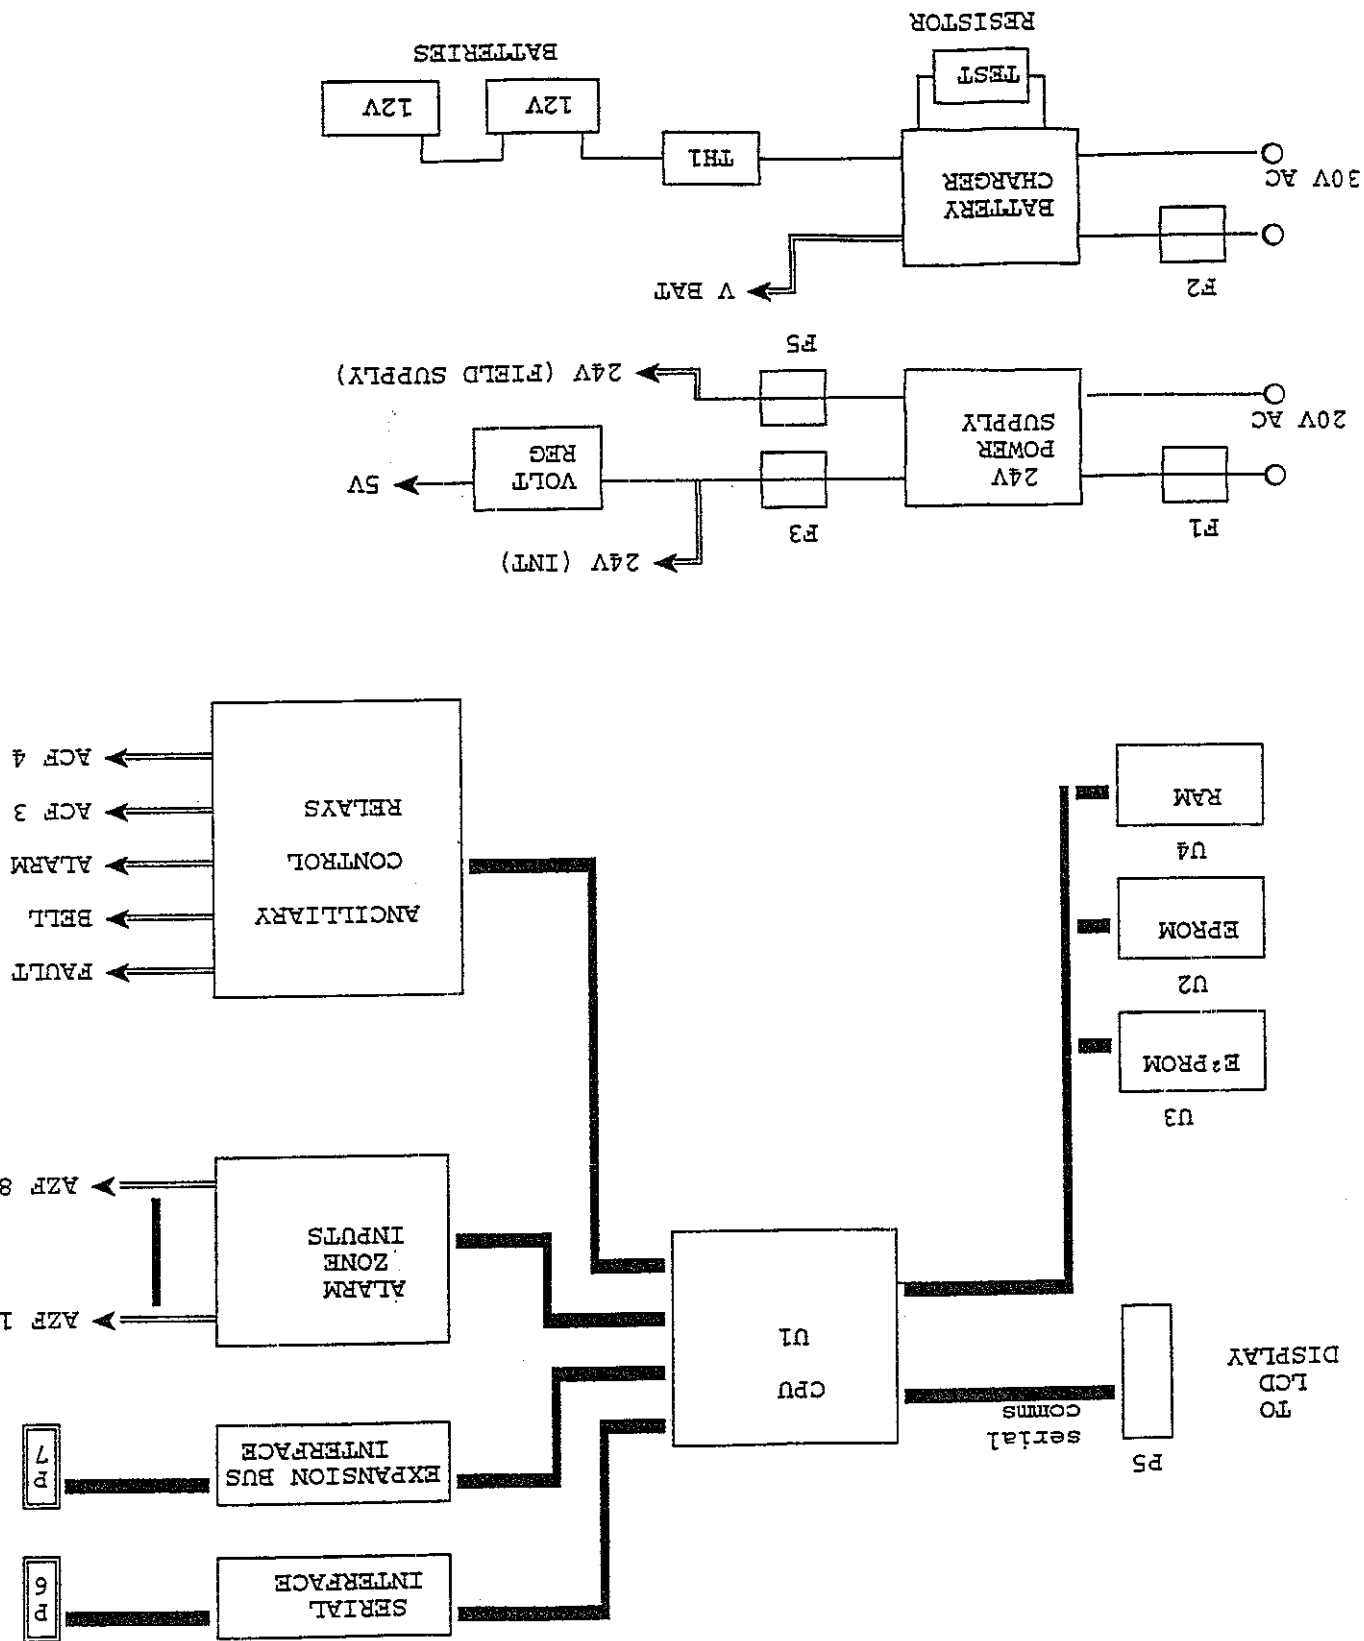 P5
TO
LCD
DISPLAY
serial
comms
CPU
U1
SERIAL
INTERFACE
P
6
EXPANSION BUS
INTERFACE
P
7
ALARM
ZONE
INPUTS
AZF 1
AZF 8
U3
E²PROM
U2
EPROM
U4
RAM
ANCILLIARY
CONTROL
RELAYS
FAULT
BELL
ALARM
ACF 3
ACF 4
F1
20V AC
24V
POWER
SUPPLY
F3
24V (INT)
VOLT
REG
5V
F5
24V (FIELD SUPPLY)
F2
30V AC
BATTERY
CHARGER
V BAT
TH1
12V
12V
BATTERIES
TEST
RESISTOR